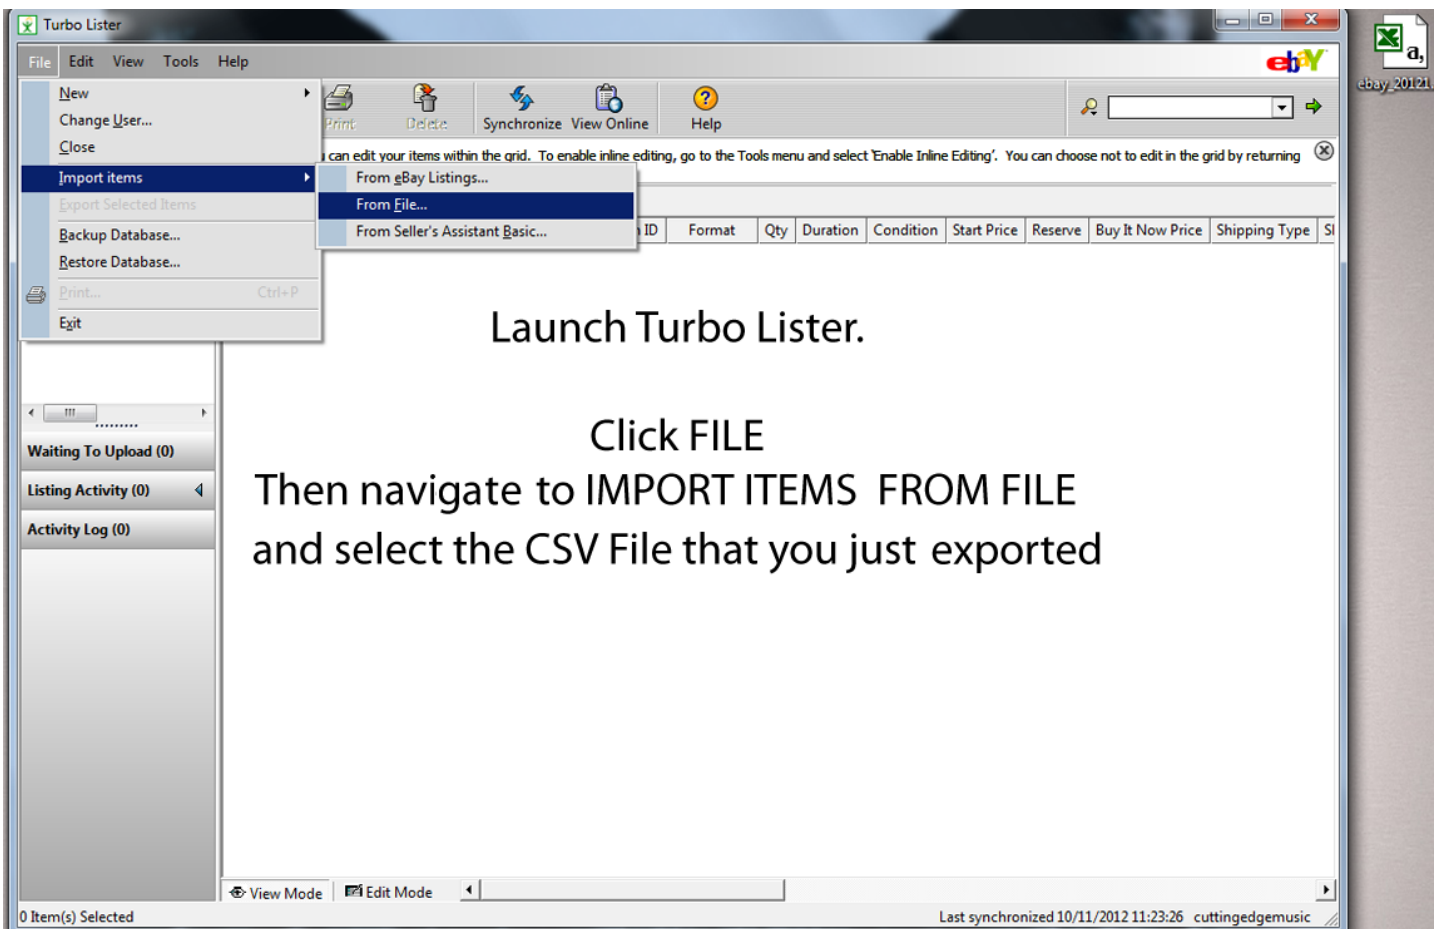 Turbo Lister
File Edit View Tools Help
ebY
New
Change User...
Close
Import items
Export Selected Items
Backup Database...
Restore Database...
Print... Ctrl+P
Exit
Print Delete Synchronize View Online Help
can edit your items within the grid. To enable inline editing, go to the Tools menu and select 'Enable Inline Editing'. You can choose not to edit in the grid by returning
From eBay Listings...
From File...
From Seller's Assistant Basic...
ID Format Qty Duration Condition Start Price Reserve Buy It Now Price Shipping Type
Launch Turbo Lister.
Click FILE
Then navigate to IMPORT ITEMS FROM FILE
and select the CSV File that you just exported
Waiting To Upload (0)
Listing Activity (0)
Activity Log (0)
View Mode Edit Mode
0 Item(s) Selected
Last synchronized 10/11/2012 11:23:26 cuttingedgemusic
a,
ebay_20121